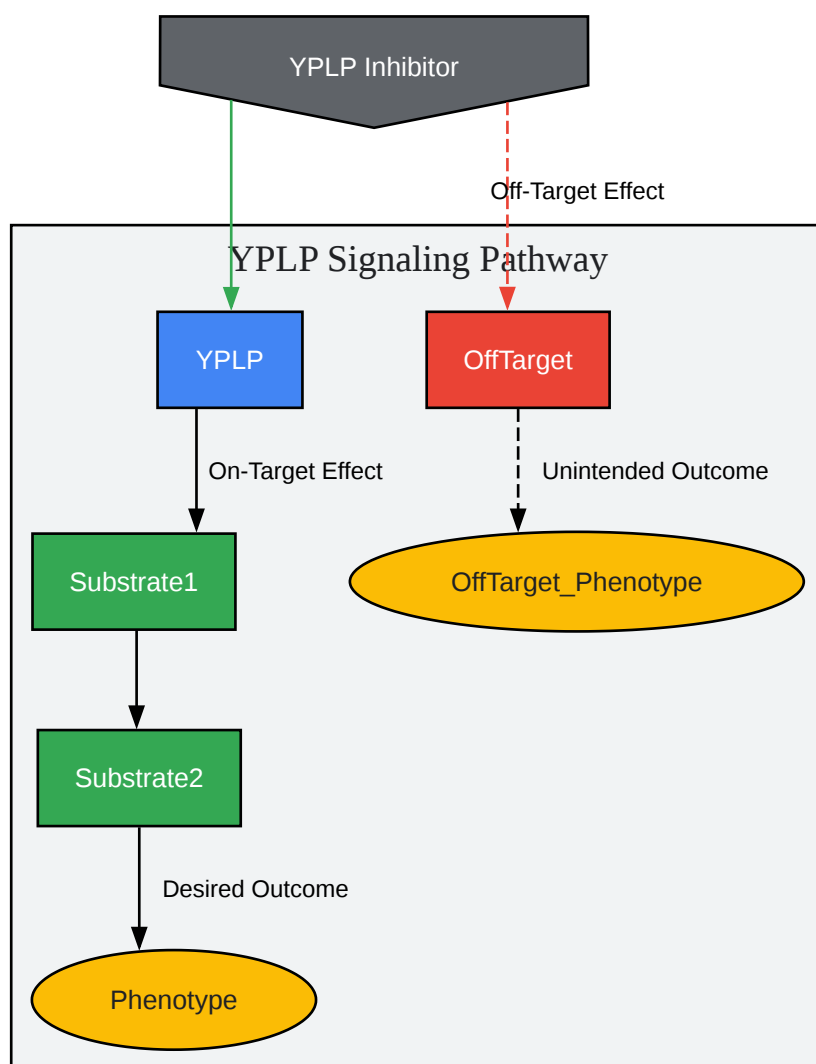 YPLP Inhibitor
Off-Target Effect
YPLP Signaling Pathway
YPLP
OffTarget
On-Target Effect
Unintended Outcome
Substrate1
OffTarget_Phenotype
Substrate2
Desired Outcome
Phenotype